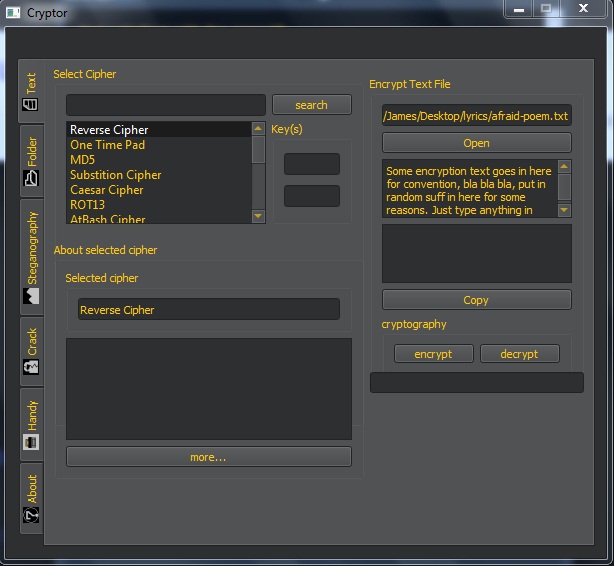 Cryptor
Text
Folder
Steganography
Crack
Handy
About
Select Cipher
search
Reverse Cipher
One Time Pad
MD5
Substition Cipher
Caesar Cipher
ROT13
AtBash Cipher
Key(s)
About selected cipher
Selected cipher
Reverse Cipher
more...
Encrypt Text File
/James/Desktop/lyrics/afraid-poem.txt
Open
Some encryption text goes in here
for convention, bla bla bla, put in
random suff in here for some
reasons. Just type anything in
Copy
cryptography
encrypt
decrypt